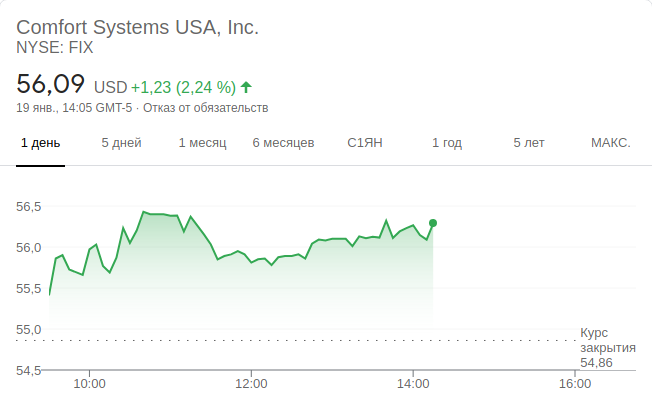 Comfort Systems USA, Inc.
NYSE: FIX
56,09 USD +1,23 (2,24 %)
19 янв., 14:05 GMT-5 · Отказ от обязательств
1 день 5 дней 1 месяц 6 месяцев С1ЯН 1 год 5 лет МАКС.
56,5
56,0
55,5
55,0
Курс
закрытия
54,86
54,5
10:00 12:00 14:00 16:00